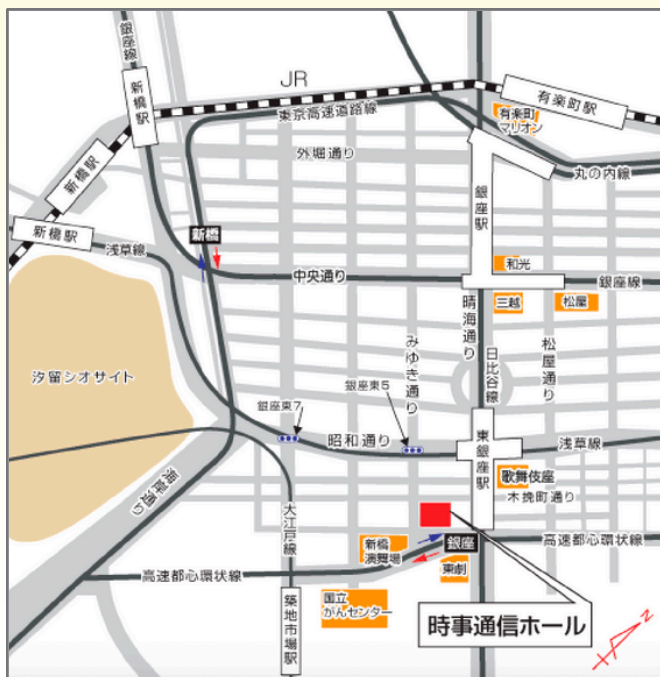 銀座線
新橋駅
JR
有楽町駅
有楽町
マリオン
東京高速道路線
外堀通り
丸の内線
新橋駅
新橋駅
浅草線
新橋
銀座駅
和光
中央通り
銀座線
三越
松屋
晴海通り
みゆき通り
日比谷線
松屋通り
汐留シオサイト
銀座東7
銀座東5
昭和通り
東銀座駅
浅草線
歌舞伎座
木挽町通り
海岸通り
大江戸線
新橋
演舞場
銀座
高速都心環状線
東劇
高速都心環状線
国立
がんセンター
築地市場駅
時事通信ホール
N